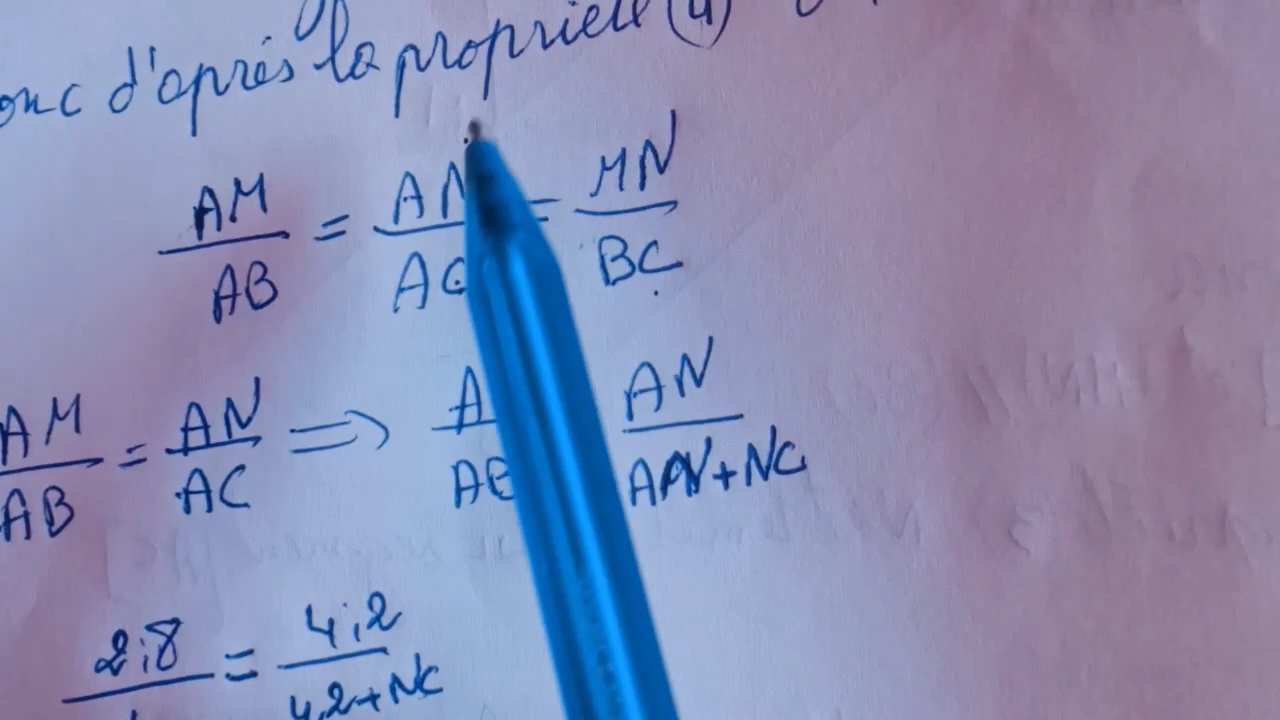 donc d'après la propriété (4)
AM/AB = AN/AC = MN/BC
AM/AB = AN/AC ⇒ AN/AN+NC
2,8 = 4,2/4,2+NC